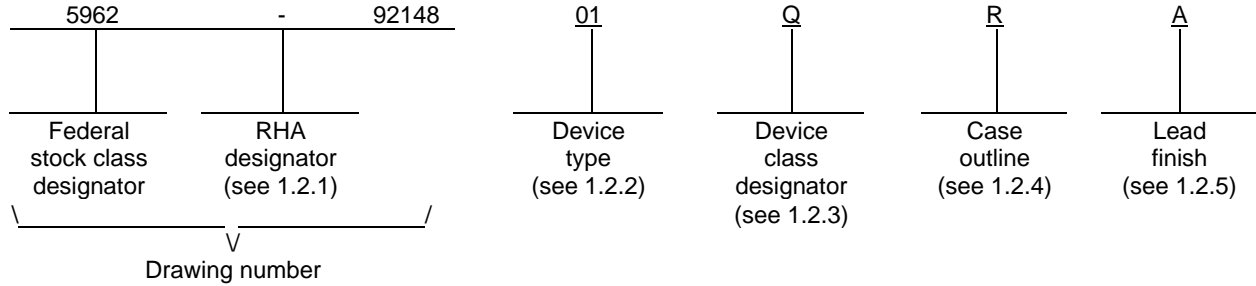 5962 - 92148 01 Q R A
Federal stock class designator
RHA designator (see 1.2.1)
Device type (see 1.2.2)
Device class designator (see 1.2.3)
Case outline (see 1.2.4)
Lead finish (see 1.2.5)
\ /
\/
Drawing number